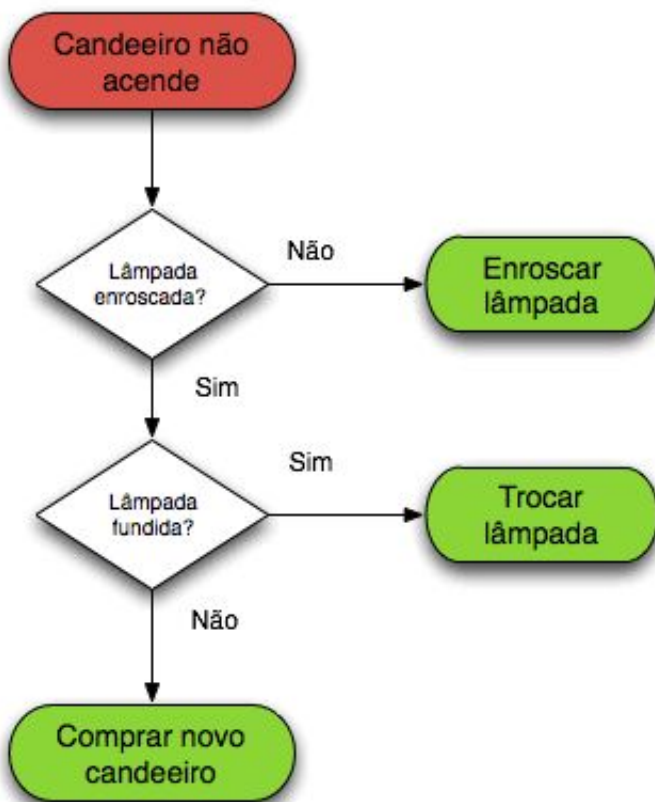 Candeeiro não
acende
Lâmpada
enroscada?
Não
Enroscar
lâmpada
Sim
Lâmpada
fundida?
Sim
Trocar
lâmpada
Não
Comprar novo
candeeiro